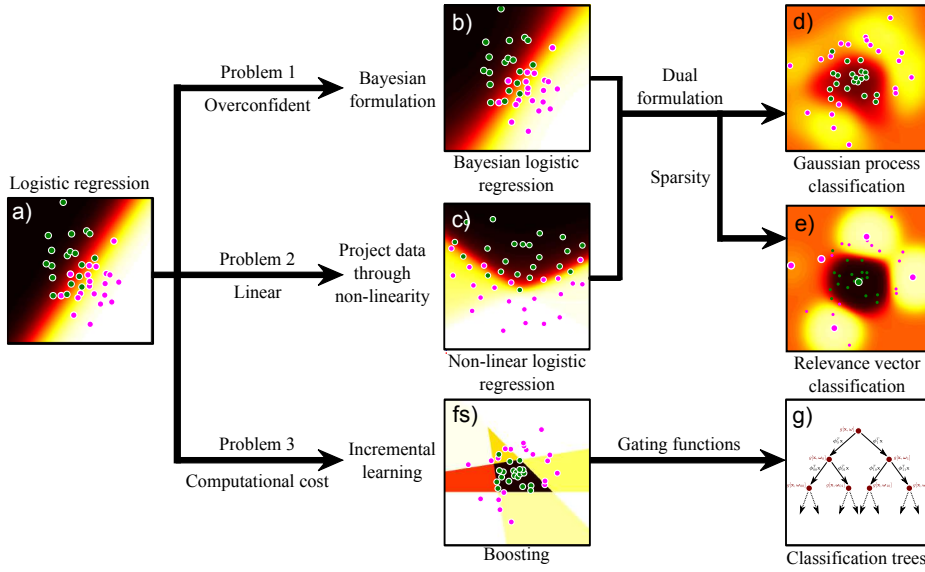 Logistic regression
a)
Problem 1
Overconfident
Bayesian
formulation
b)
Bayesian logistic
regression
Problem 2
Linear
Project data
through
non-linearity
c)
Non-linear logistic
regression
Dual
formulation
Sparsity
d)
Gaussian process
classification
e)
Relevance vector
classification
Problem 3
Computational cost
Incremental
learning
fs)
Boosting
Gating functions
g)
Classification trees